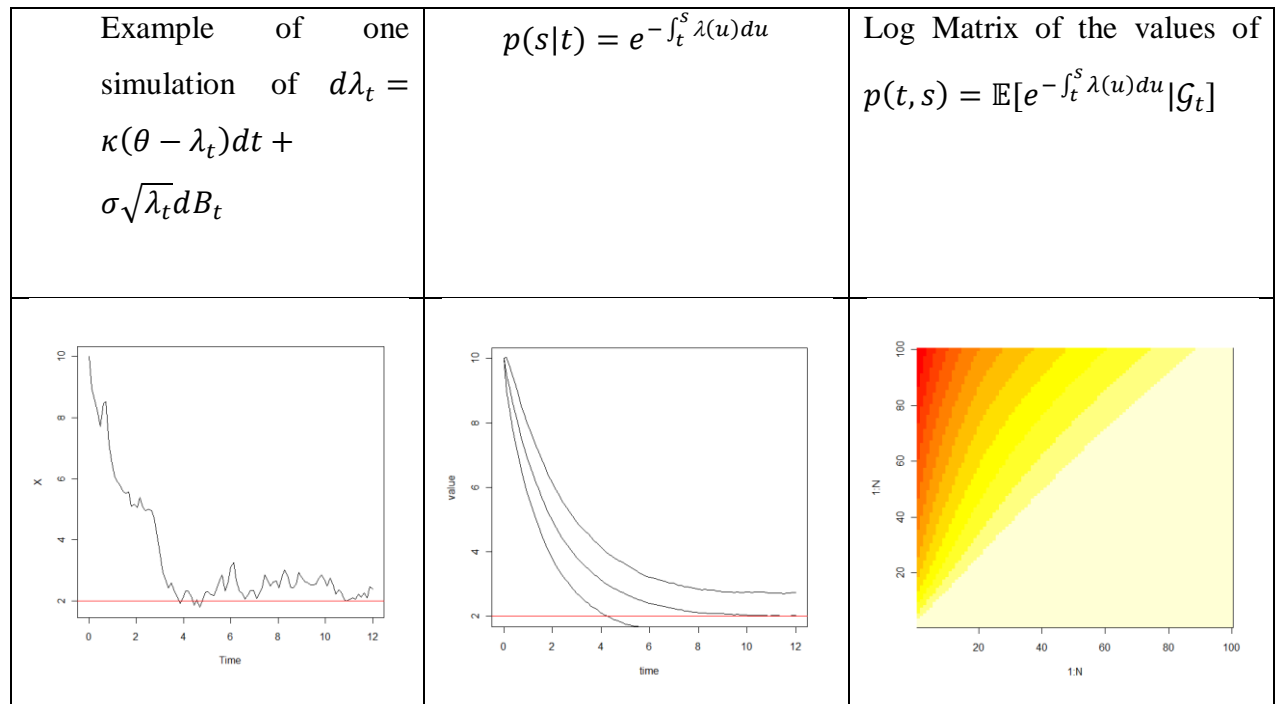 Example of one
simulation of dλ_t =
κ(θ − λ_t)dt +
σ√λ_t dB_t
p(s|t) = e^{−∫_t^s λ(u)du}
Log Matrix of the values of
p(t, s) = 𝔼[e^{−∫_t^s λ(u)du}|𝒢_t]
10
8
6
4
2
X
0 2 4 6 8 10 12
Time
10
8
6
4
2
value
0 2 4 6 8 10 12
time
100
80
60
40
20
1:N
20 40 60 80 100
1:N